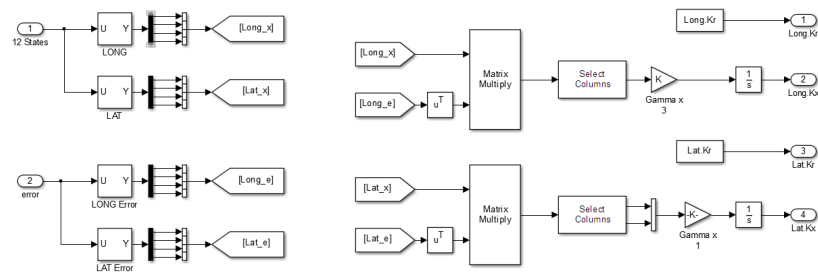 1
12 States
U Y
LONG
[Long_x]
U Y
LAT
[Lat_x]
2
error
U Y
LONG Error
[Long_e]
U Y
LAT Error
[Lat_e]
Long.Kr
1
Long.Kr
[Long_x]
[Long_e]
u^T
Matrix
Multiply
Select
Columns
K
Gamma x
3
1
s
2
Long.Kx
Lat.Kr
3
Lat.Kr
[Lat_x]
[Lat_e]
u^T
Matrix
Multiply
Select
Columns
-K-
Gamma x
1
1
s
4
Lat.Kx